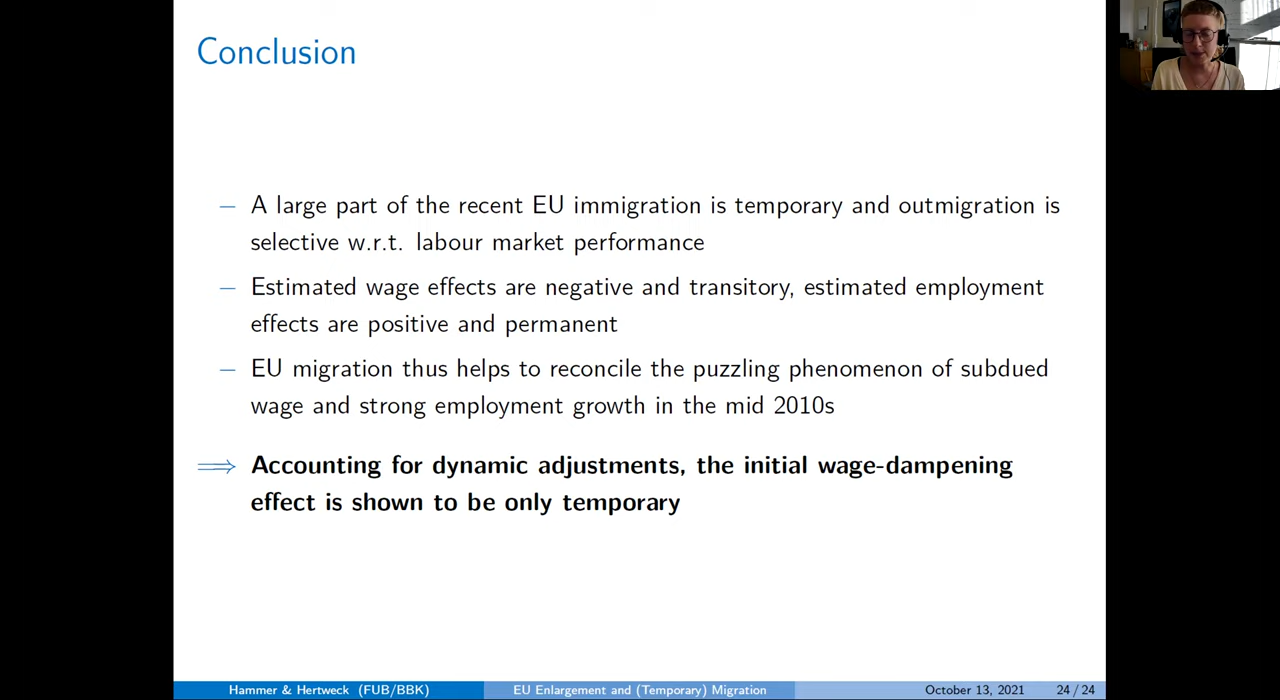 Conclusion
– A large part of the recent EU immigration is temporary and outmigration is
selective w.r.t. labour market performance
– Estimated wage effects are negative and transitory, estimated employment
effects are positive and permanent
– EU migration thus helps to reconcile the puzzling phenomenon of subdued
wage and strong employment growth in the mid 2010s
⟹ Accounting for dynamic adjustments, the initial wage-dampening
effect is shown to be only temporary
Hammer & Hertweck (FUB/BBK) EU Enlargement and (Temporary) Migration October 13, 2021 24 / 24